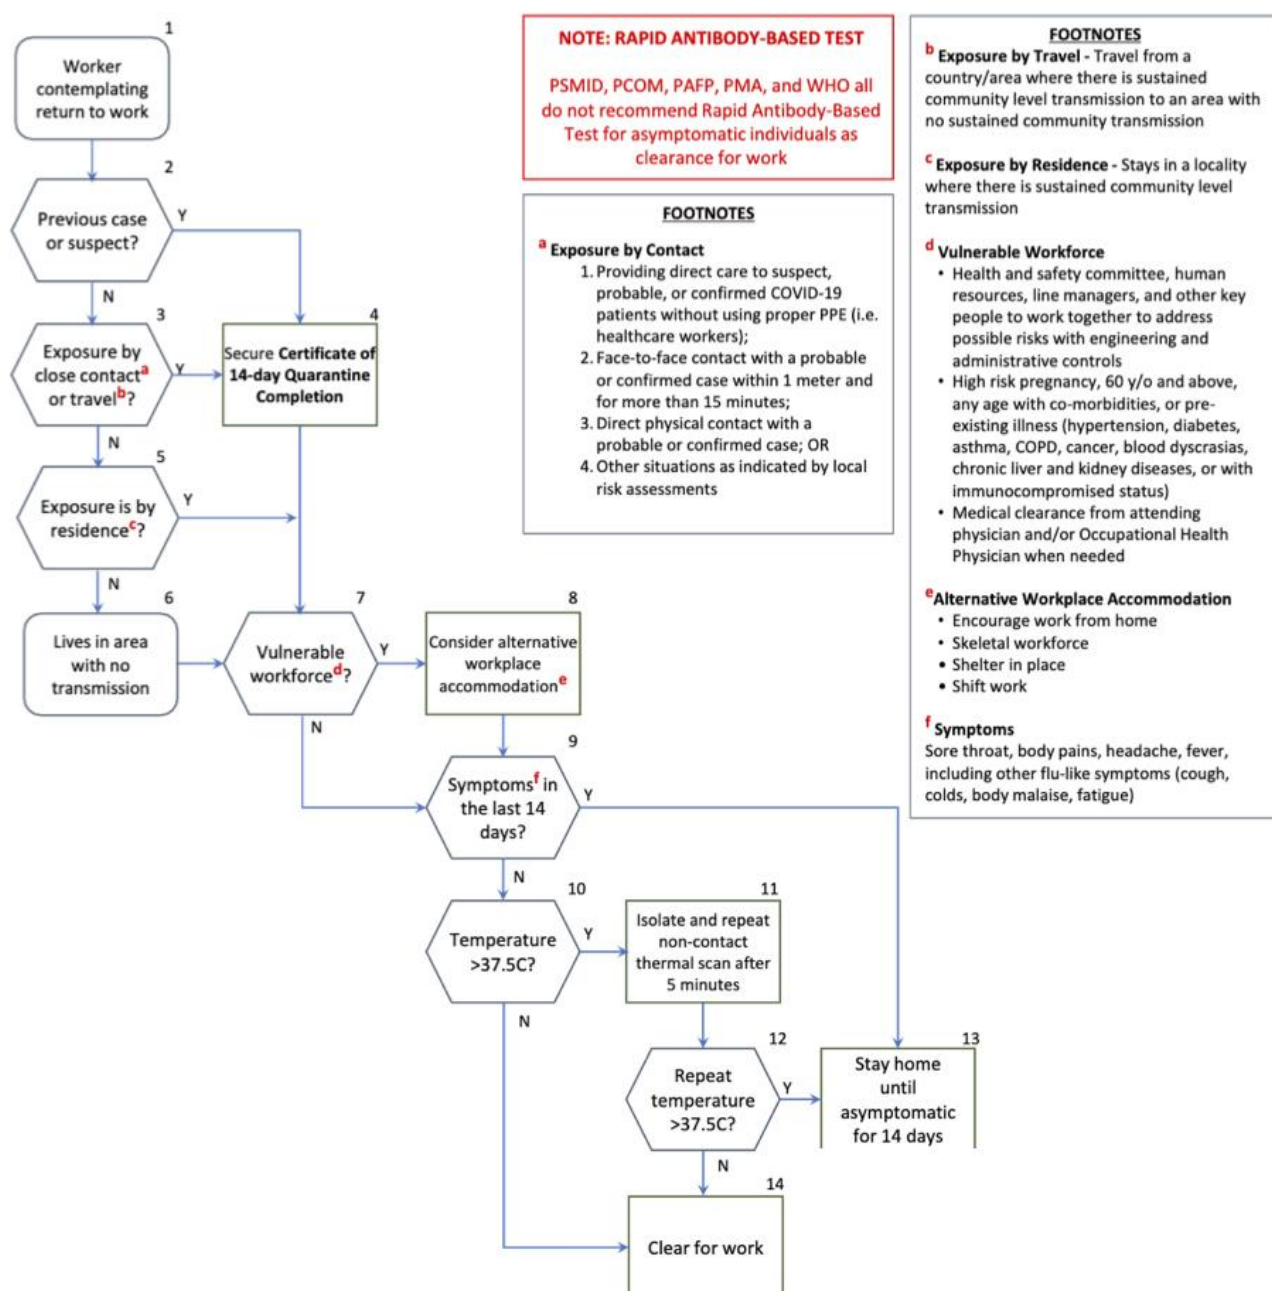 1
Worker
contemplating
return to work
2
Previous case
or suspect?
Y
N
3
Exposure by
close contactᵃ
or travelᵇ?
Y
4
Secure Certificate of
14-day Quarantine
Completion
N
5
Exposure is by
residenceᶜ?
Y
N
6
Lives in area
with no
transmission
7
Vulnerable
workforceᵈ?
Y
N
8
Consider alternative
workplace
accommodationᵉ
9
Symptomsᶠ in
the last 14
days?
Y
N
10
Temperature
>37.5C?
Y
N
11
Isolate and repeat
non-contact
thermal scan after
5 minutes
12
Repeat
temperature
>37.5C?
Y
N
13
Stay home
until
asymptomatic
for 14 days
14
Clear for work
NOTE: RAPID ANTIBODY-BASED TEST
PSMID, PCOM, PAFP, PMA, and WHO all
do not recommend Rapid Antibody-Based
Test for asymptomatic individuals as
clearance for work
FOOTNOTES
ᵃ Exposure by Contact
1. Providing direct care to suspect,
probable, or confirmed COVID-19
patients without using proper PPE (i.e.
healthcare workers);
2. Face-to-face contact with a probable
or confirmed case within 1 meter and
for more than 15 minutes;
3. Direct physical contact with a
probable or confirmed case; OR
4. Other situations as indicated by local
risk assessments
FOOTNOTES
ᵇ Exposure by Travel - Travel from a
country/area where there is sustained
community level transmission to an area with
no sustained community transmission
ᶜ Exposure by Residence - Stays in a locality
where there is sustained community level
transmission
ᵈ Vulnerable Workforce
• Health and safety committee, human
resources, line managers, and other key
people to work together to address
possible risks with engineering and
administrative controls
• High risk pregnancy, 60 y/o and above,
any age with co-morbidities, or pre-
existing illness (hypertension, diabetes,
asthma, COPD, cancer, blood dyscrasias,
chronic liver and kidney diseases, or with
immunocompromised status)
• Medical clearance from attending
physician and/or Occupational Health
Physician when needed
ᵉAlternative Workplace Accommodation
• Encourage work from home
• Skeletal workforce
• Shelter in place
• Shift work
ᶠ Symptoms
Sore throat, body pains, headache, fever,
including other flu-like symptoms (cough,
colds, body malaise, fatigue)